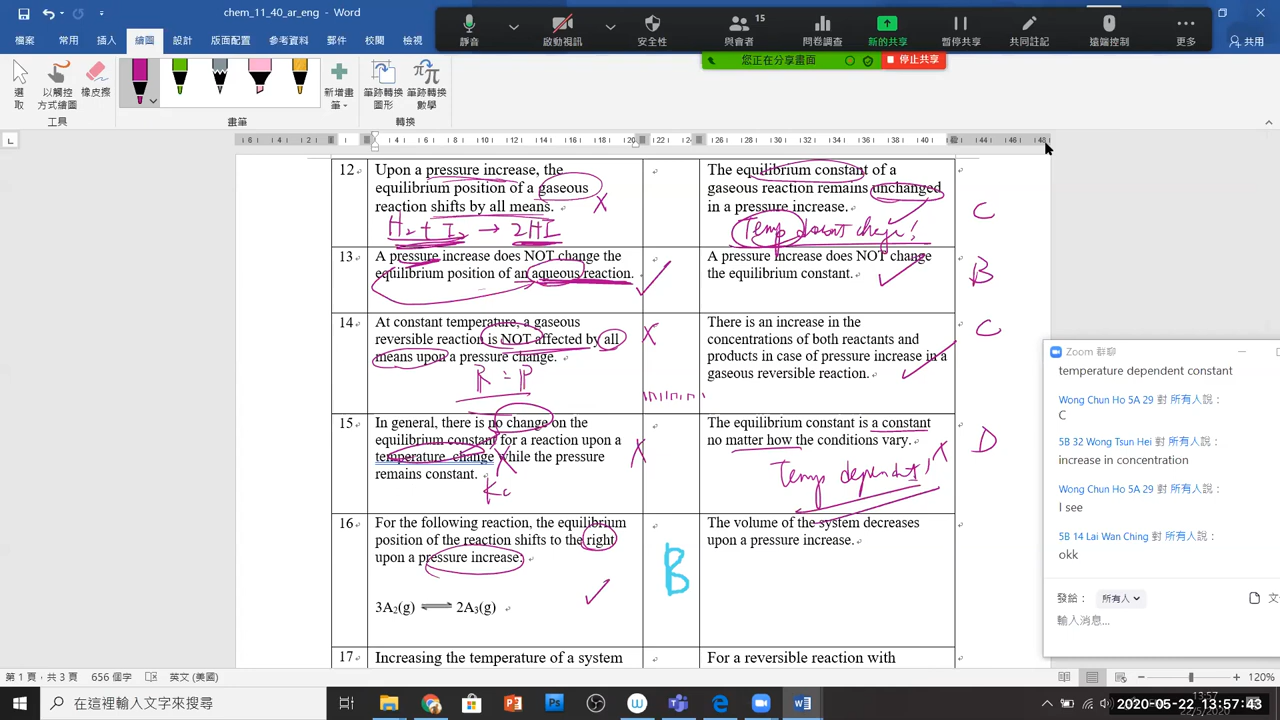 chem_11_40_ar_eng - Word
靜音
啟動視訊
安全性
15
與會者
問卷調查
新的共享
暫停共享
共同註記
遠端控制
更多
檔案
常用
插入
繪圖
設計
版面配置
參考資料
郵件
校閱
檢視
共用
您正在分享畫面
停止共享
選取
以觸控方式繪圖
橡皮擦
新增畫筆
筆跡轉換圖形
筆跡轉換數學
工具
畫筆
轉換
12
Upon a pressure increase, the
equilibrium position of a gaseous
reaction shifts by all means.
X
H₂ + I₂ → 2HI
The equilibrium constant of a
gaseous reaction remains unchanged
in a pressure increase.
Temp doesn't change!
C
13
A pressure increase does NOT change the
equilibrium position of an aqueous reaction.
A pressure increase does NOT change
the equilibrium constant.
B
14
At constant temperature, a gaseous
reversible reaction is NOT affected by all
means upon a pressure change.
X
R = P
There is an increase in the
concentrations of both reactants and
products in case of pressure increase in a
gaseous reversible reaction.
C
15
In general, there is no change on the
equilibrium constant for a reaction upon a
temperature change while the pressure
remains constant.
Kc
X
The equilibrium constant is a constant
no matter how the conditions vary.
X
Temp dependent!
D
16
For the following reaction, the equilibrium
position of the reaction shifts to the right
upon a pressure increase:
3A₂(g) ⇌ 2A₃(g)
B
The volume of the system decreases
upon a pressure increase.
17
Increasing the temperature of a system
For a reversible reaction with
Zoom 群聊
temperature dependent constant
Wong Chun Ho 5A 29 對 所有人說：
C
5B 32 Wong Tsun Hei 對 所有人說：
increase in concentration
Wong Chun Ho 5A 29 對 所有人說：
I see
5B 14 Lai Wan Ching 對 所有人說：
okk
發給：
所有人
文
輸入消息...
第 1 頁，共 3 頁
656 個字
英文 (美國)
120%
在這裡輸入文字來搜尋
13:57
22/5/2020
2020-05-22 13:57:43